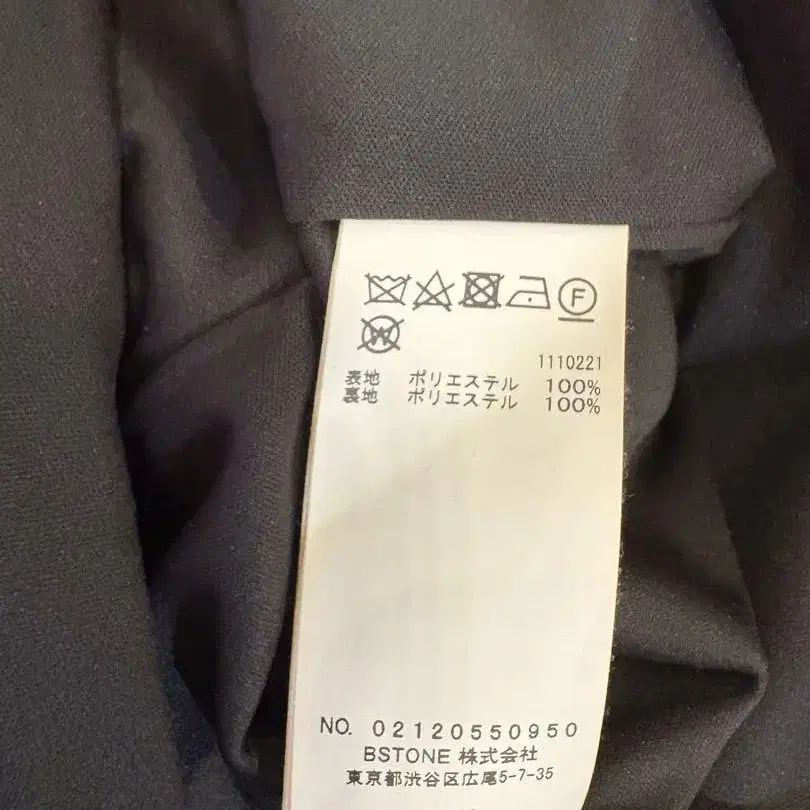 F
W
1110221
表地 ポリエステル 100%
裏地 ポリエステル 100%
NO. 02120550950
BSTONE 株式会社
東京都渋谷区広尾5-7-35